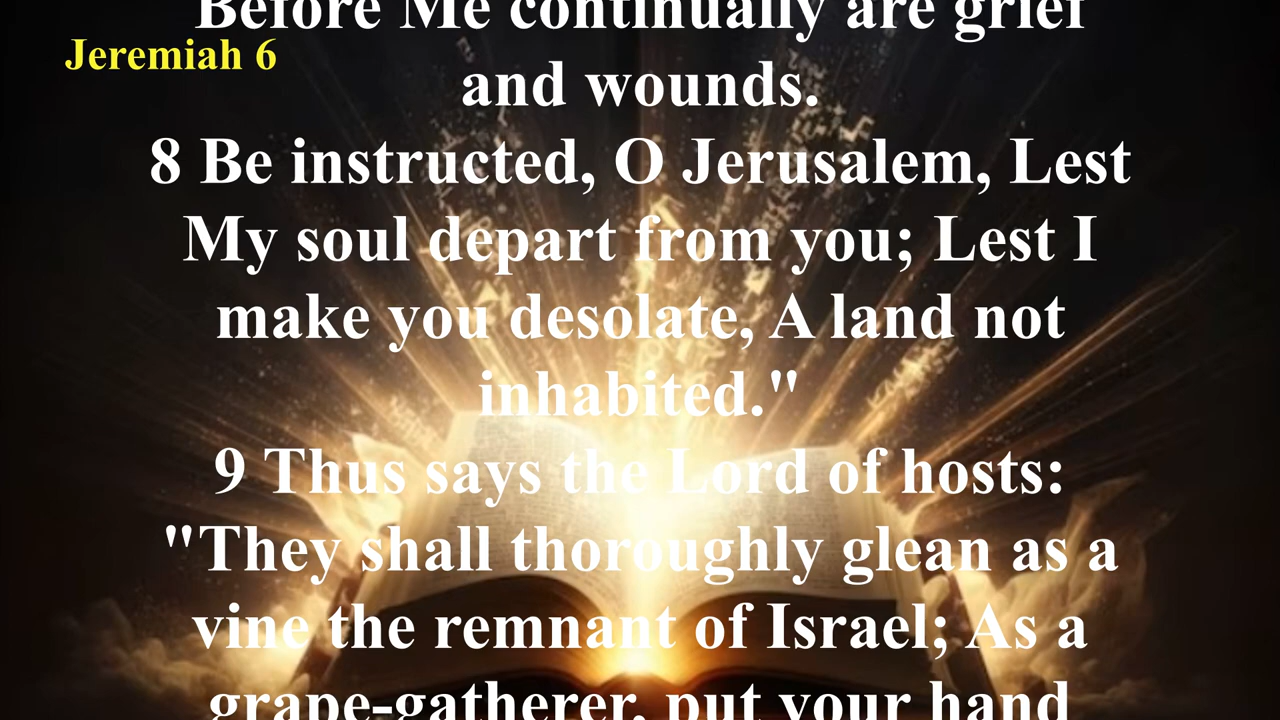 Before Me continually are grief
Jeremiah 6
and wounds.
8 Be instructed, O Jerusalem, Lest
My soul depart from you; Lest I
make you desolate, A land not
inhabited."
9 Thus says the Lord of hosts:
"They shall thoroughly glean as a
vine the remnant of Israel; As a
grape-gatherer, put your hand